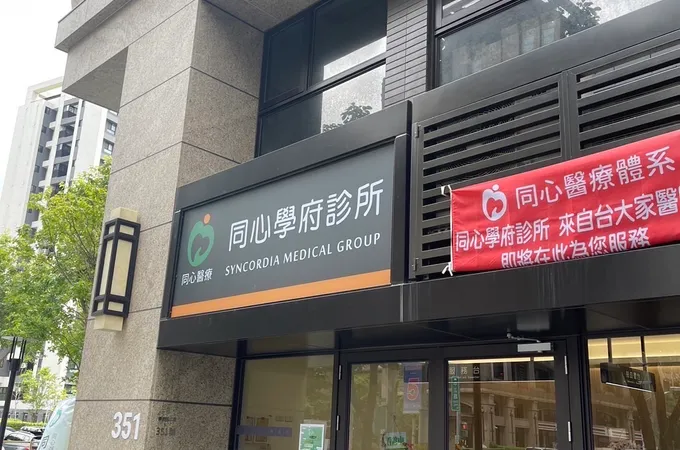 同心學府診所
SYNCORDIA MEDICAL GROUP
同心醫療
同心醫療體系
同心學府診所 來自台大家醫
即將在此為您服務
351